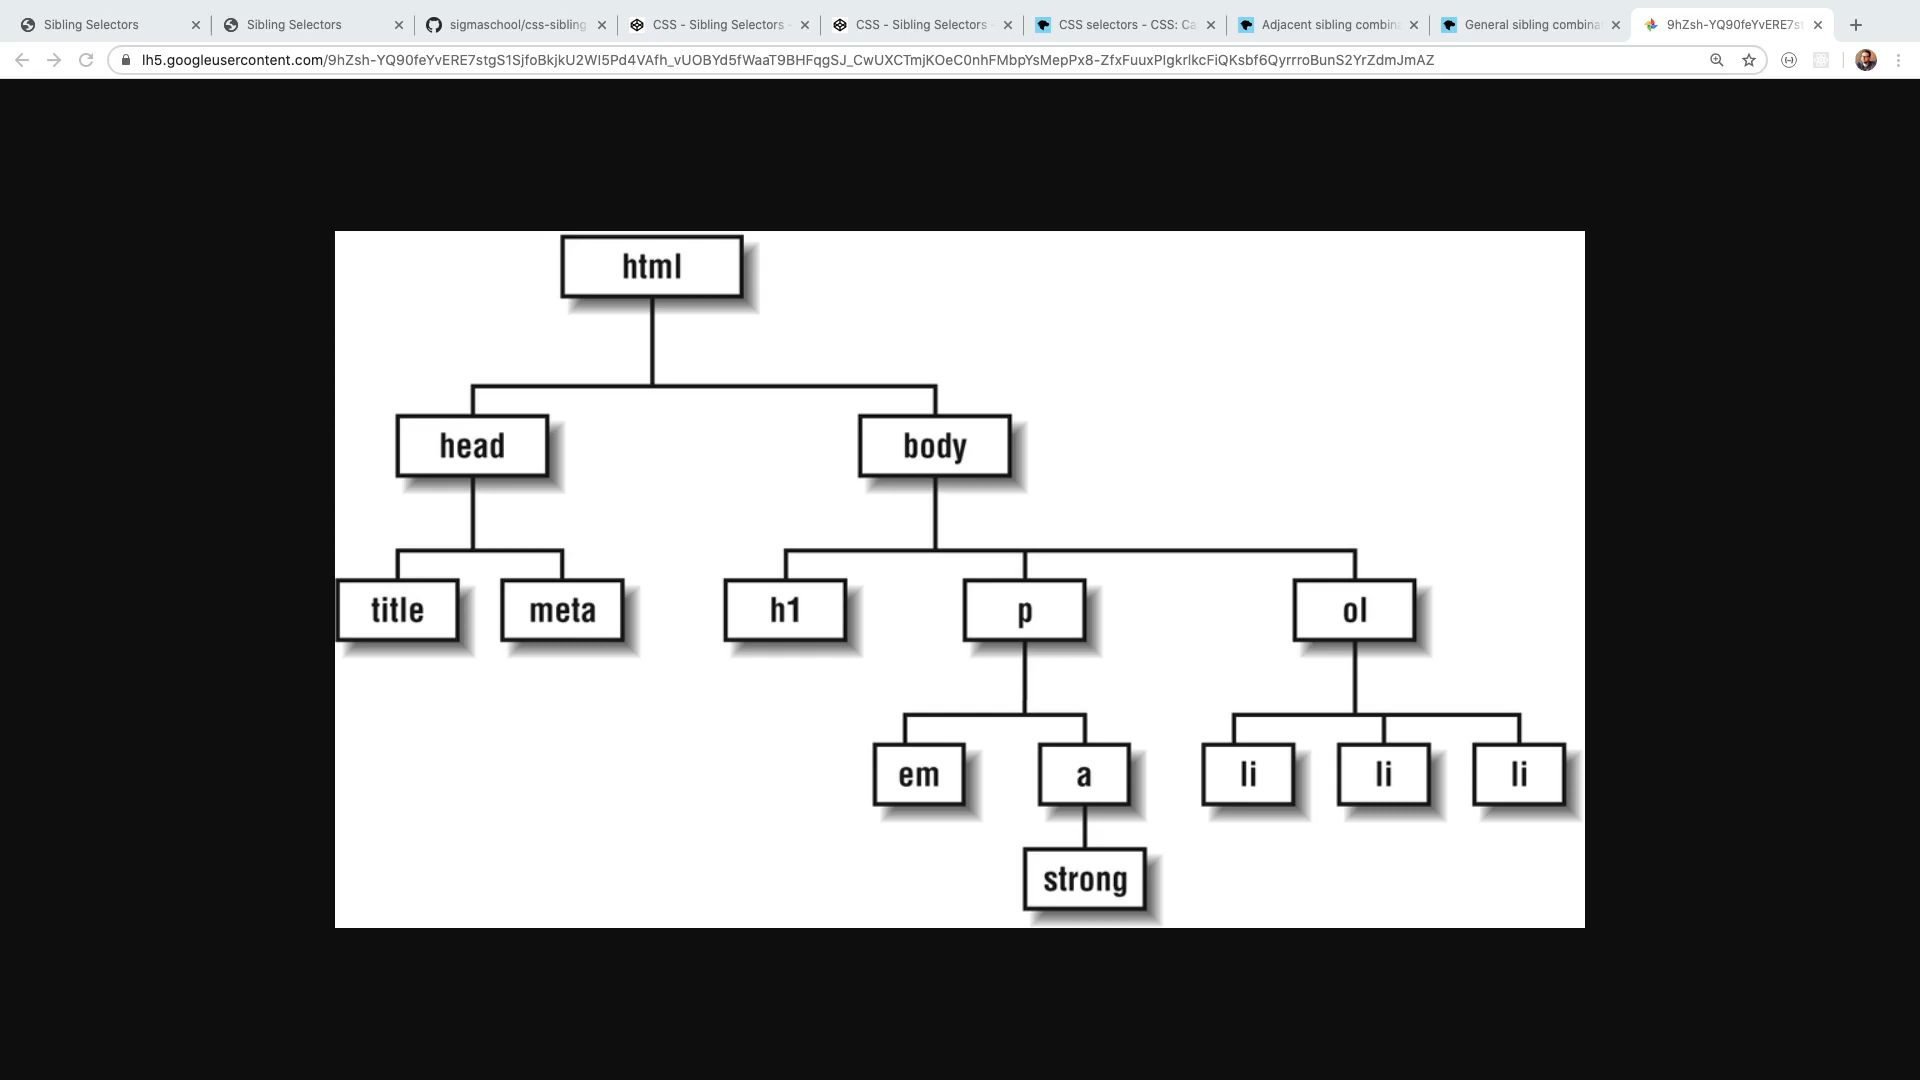 Sibling Selectors
Sibling Selectors
sigmaschool/css-sibling
CSS - Sibling Selectors -
CSS - Sibling Selectors -
CSS selectors - CSS: Ca
Adjacent sibling combin
General sibling combina
9hZsh-YQ90feYvERE7st
lh5.googleusercontent.com/9hZsh-YQ90feYvERE7stgS1SjfoBkjkU2WI5Pd4VAfh_vUOBYd5fWaaT9BHFqgSJ_CwUXCTmjKOeC0nhFMbpYsMepPx8-ZfxFuuxPIgkrlkcFiQKsbf6QyrrroBunS2YrZdmJmAZ
html
head
body
title
meta
h1
p
ol
em
a
li
li
li
strong